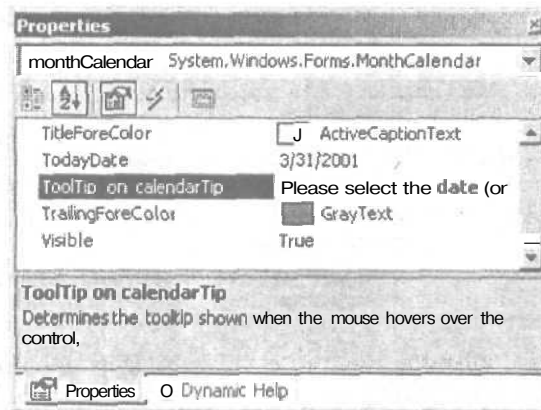 Properties
monthCalendar System.Windows.Forms.MonthCalendar
TitleForeColor J ActiveCaptionText
TodayDate 3/31/2001
ToolTip on calendarTip Please select the date (or
TrailingForeColor GrayText
Visible True
ToolTip on calendarTip
Determines the tooltip shown when the mouse hovers over the
control,
Properties O Dynamic Help